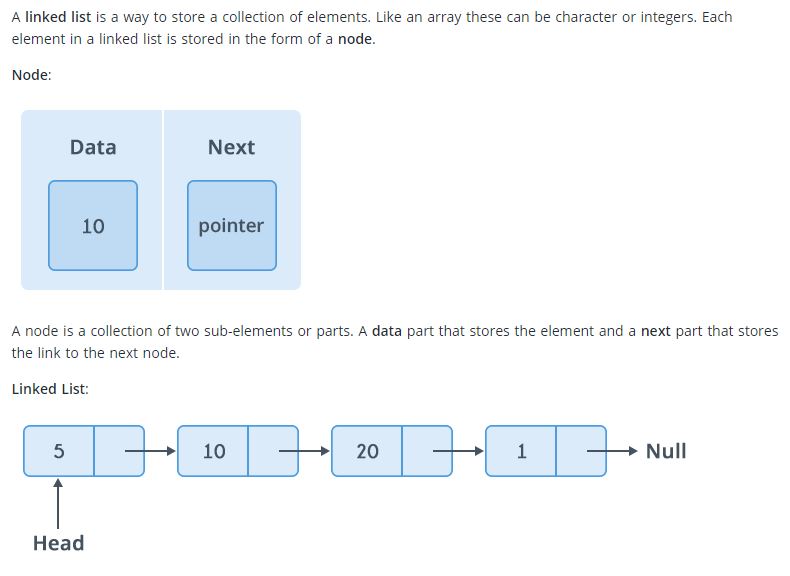 A linked list is a way to store a collection of elements. Like an array these can be character or integers. Each
element in a linked list is stored in the form of a node.
Node:
Data Next
10 pointer
A node is a collection of two sub-elements or parts. A data part that stores the element and a next part that stores
the link to the next node.
Linked List:
5 10 20 1 Null
Head